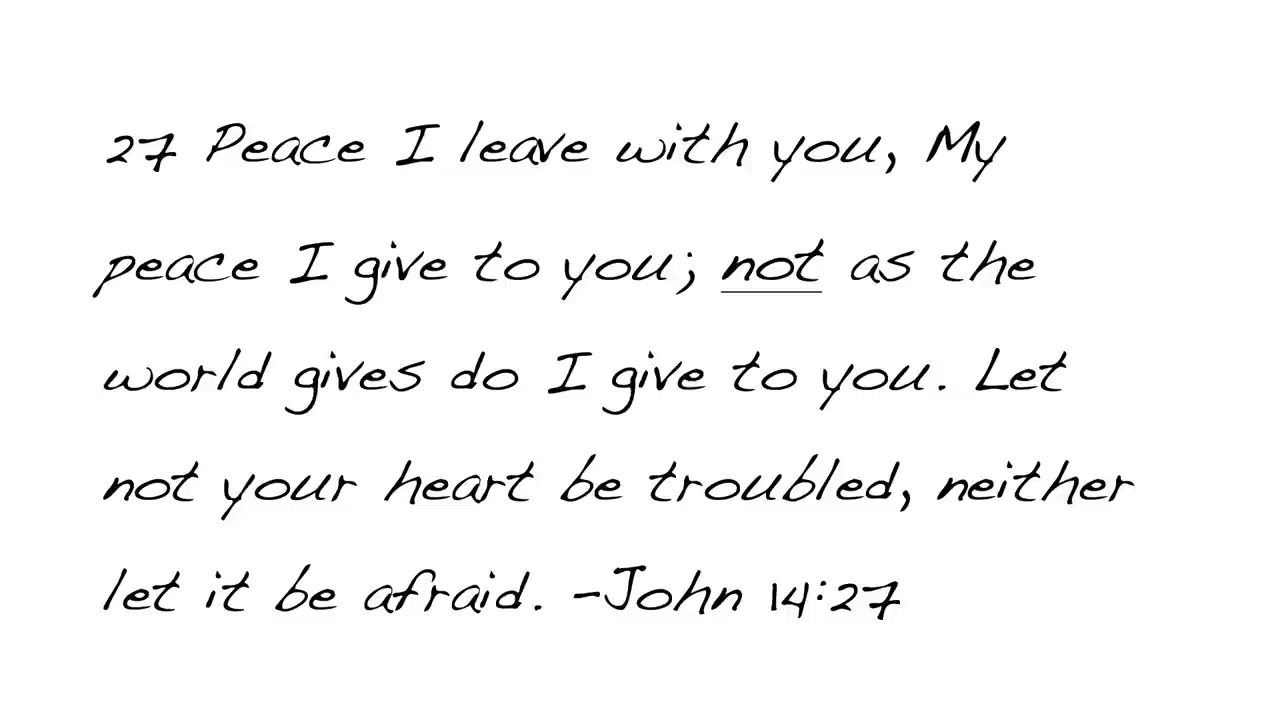 27 Peace I leave with you, My
peace I give to you; not as the
world gives do I give to you. Let
not your heart be troubled, neither
let it be afraid. -John 14:27